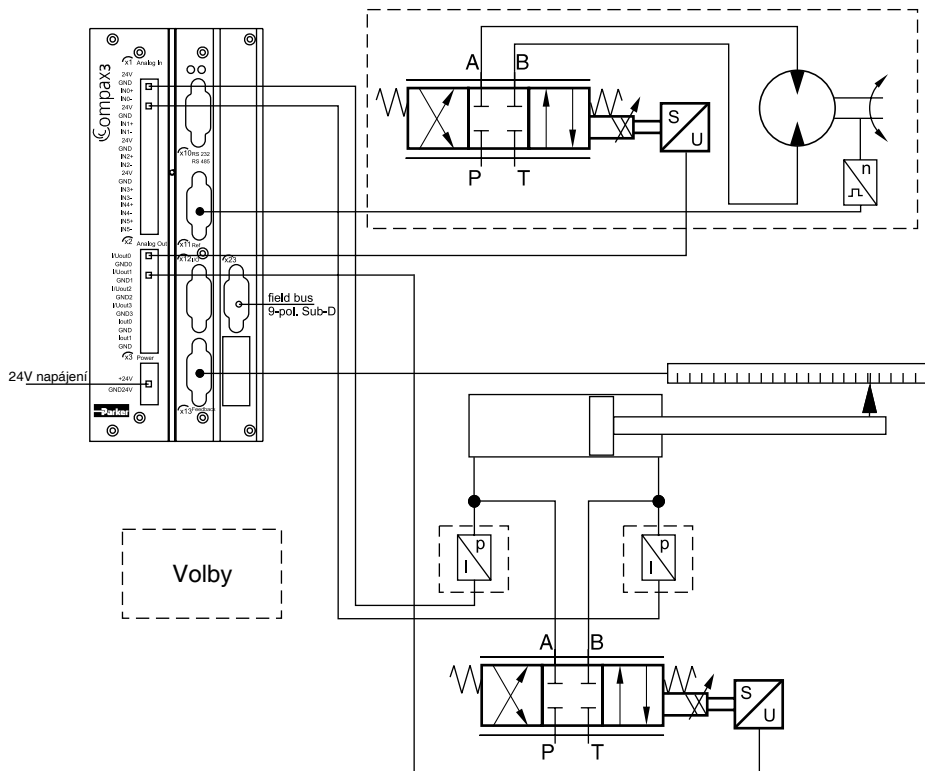 Compax3
x1 Analog In
24V
GND
IN0+
IN0-
24V
GND
IN1+
IN1-
24V
GND
IN2+
IN2-
24V
GND
IN3+
IN3-
IN4+
IN4-
IN5+
IN5-
x2 Analog Out
I/Uout0
GND0
I/Uout1
GND1
I/Uout2
GND2
I/Uout3
GND3
Iout0
GND
Iout1
GND
x3 Power
+24V
GND24V
Parker
x10 RS 232
RS 485
x11 Ref
x12 I/O
x13 Feedback
x23
field bus
9-pol. Sub-D
24V napájení
Volby
A B
P T
S
U
n
p
I
p
I
A B
P T
S
U